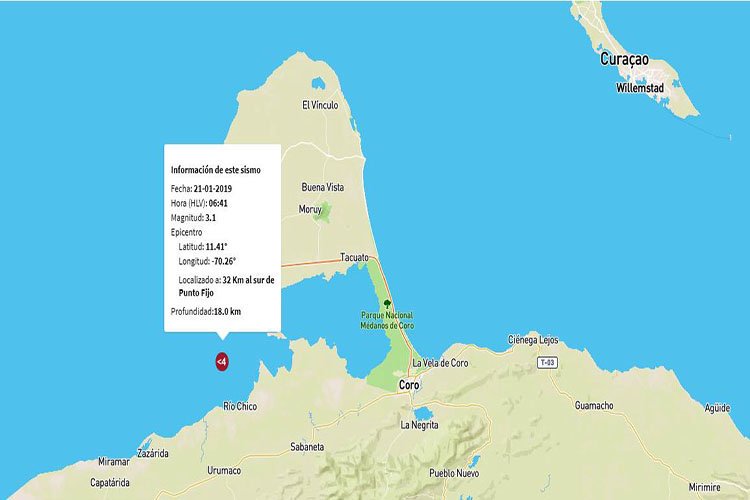 Curaçao
Willemstad
El Vínculo
Información de este sismo
Fecha: 21-01-2019
Hora (HLV): 06:41
Magnitud: 3.1
Epicentro
Latitud: 11.41°
Longitud: -70.26°
Localizado a: 32 Km al sur de
Punto Fijo
Profundidad:18.0 km
Buena Vista
Moruy
Tacuato
Parque Nacional
Médanos de Coro
<4
Ciénega Lejos
La Vela de Coro
T-03
Coro
Río Chico
Guamacho
Agüide
La Negrita
Sabaneta
Zazárida
Miramar
Urumaco
Pueblo Nuevo
Capatárida
Mirimire